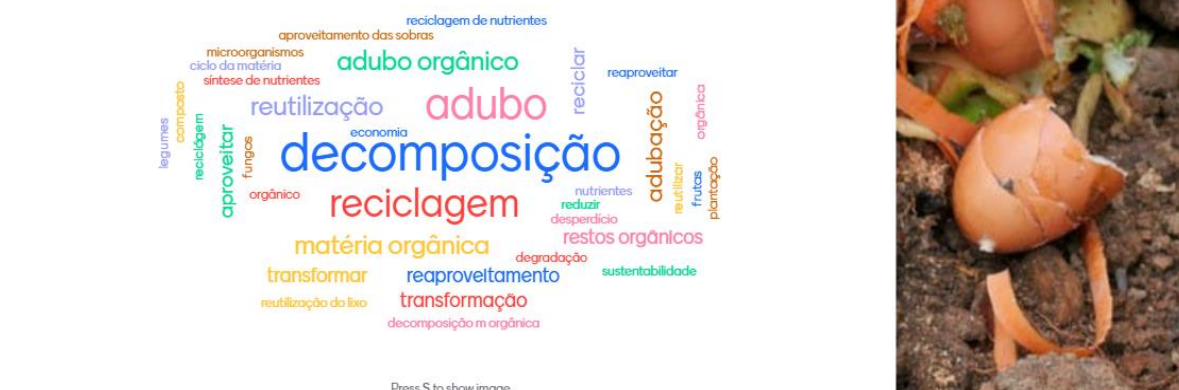 reciclagem de nutrientes
aproveitamento das sobras
microorganismos
adubo orgânico
reciclar
ciclo da matéria
reaproveitar
síntese de nutrientes
composto
reutilização
adubo
adubação
orgânica
legumes
reciclágem
aproveitar
fungos
economia
decomposição
reutilizar
frutas
plantação
orgânico
reciclagem
nutrientes
reduzir
desperdício
matéria orgânica
restos orgânicos
degradação
transformar
reaproveitamento
sustentabilidade
reutilização do lixo
transformação
decomposição m orgânica
Press S to show image